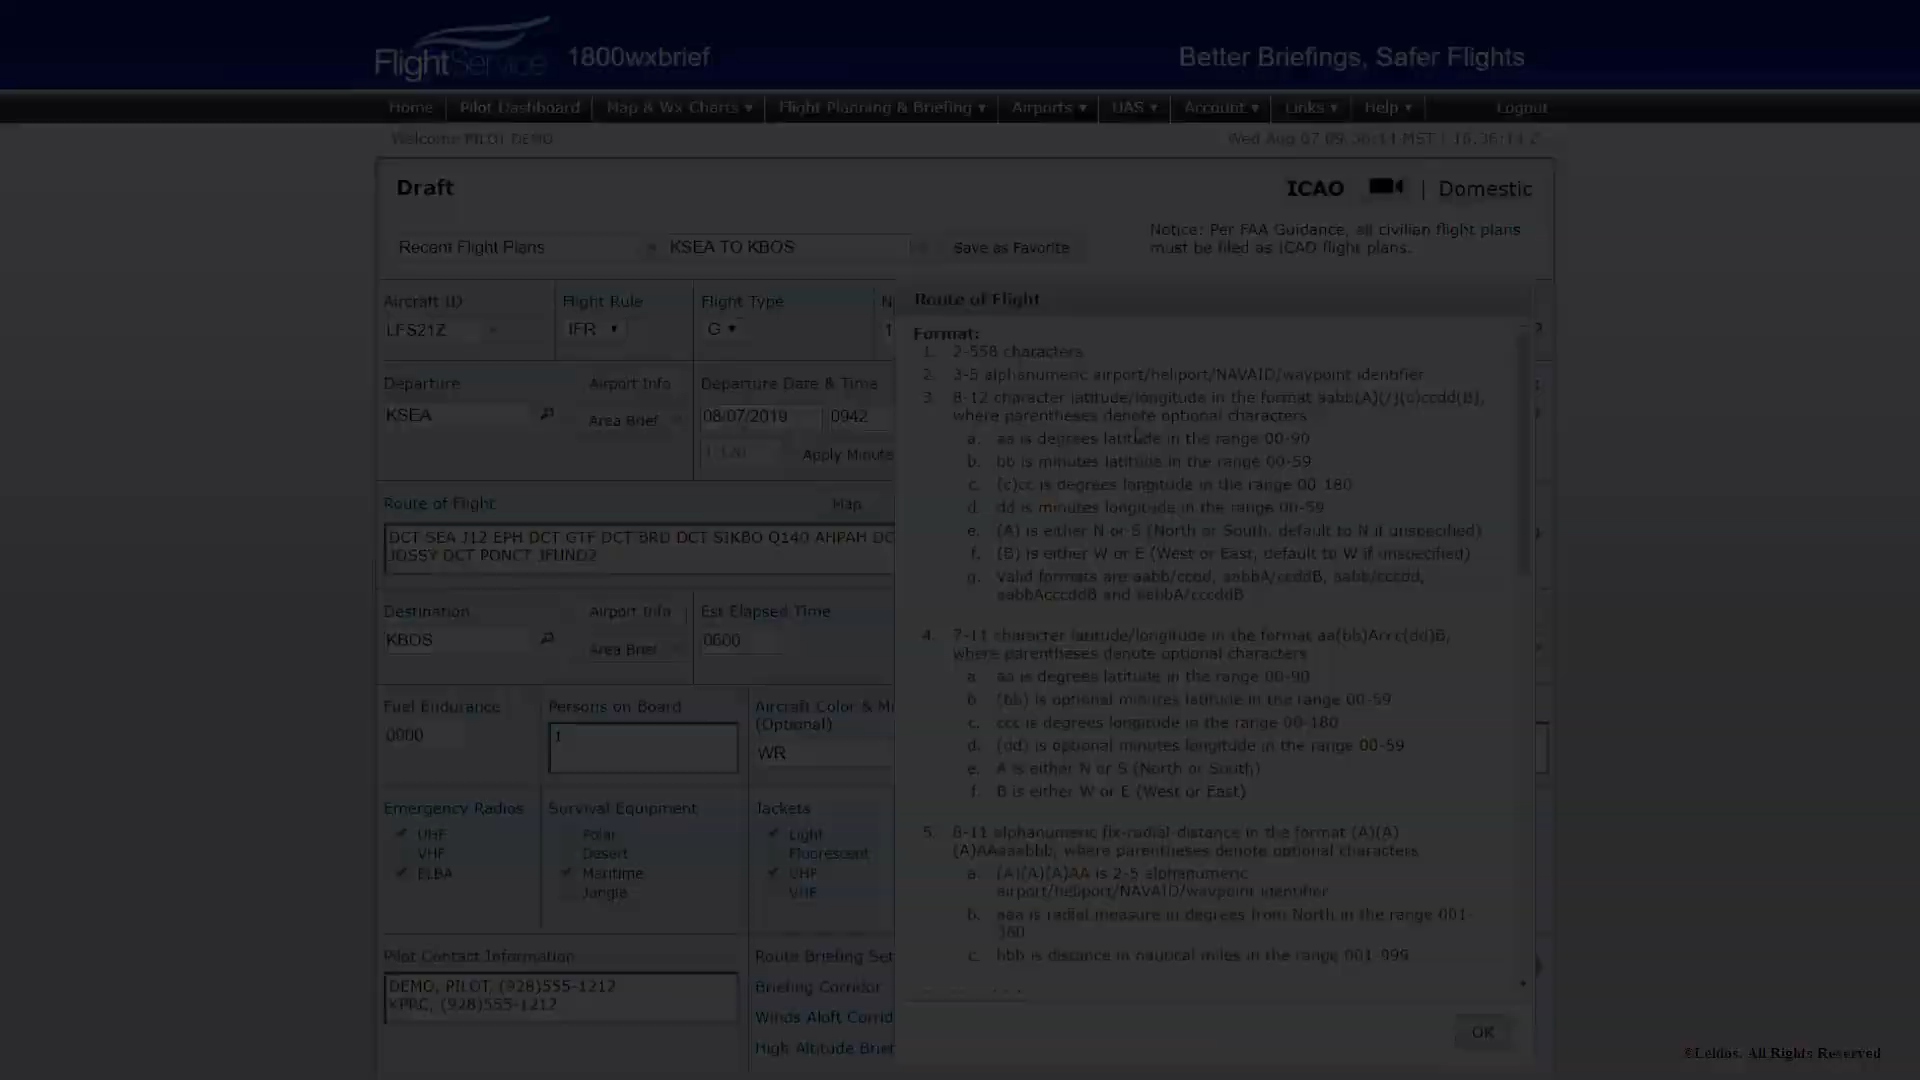 FlightService 1800wxbrief
Better Briefings, Safer Flights
Home Pilot Dashboard Map & Wx Charts Flight Planning & Briefing Airports UAS Account Links Help Logout
Welcome PILOT DEMO
Wed Aug 07 09:36:14 MST | 16:36:14 Z
Draft
ICAO | Domestic
Recent Flight Plans KSEA TO KBOS Save as Favorite
Notice: Per FAA Guidance, all civilian flight plans
must be filed as ICAO flight plans.
Aircraft ID Flight Rule Flight Type
LFS21Z IFR G 1
Departure Airport Info Departure Date & Time
KSEA Area Brief 08/07/2019 0942
Apply Minute
Route of Flight Map
DCT SEA J12 EPH DCT GTF DCT BRD DCT SIKBO Q140 AHPAH DC
JOSSY DCT PONCT JFUND2
Destination Airport Info Est Elapsed Time
KBOS Area Brief 0600
Fuel Endurance Persons on Board Aircraft Color & M
(Optional)
0000 1 WR
Emergency Radios Survival Equipment Jackets
UHF Polar Light
VHF Desert Fluorescent
ELBA Maritime UHF
Jungle VHF
Pilot Contact Information Route Briefing Set
DEMO, PILOT, (928)555-1212
KPRC, (928)555-1212
Briefing Corridor
Winds Aloft Corrid
High Altitude Brief
Route of Flight
Format:
1. 2-558 characters
2. 3-5 alphanumeric airport/heliport/NAVAID/waypoint identifier
3. 8-12 character latitude/longitude in the format aabb(A)(/)(c)ccdd(B),
where parentheses denote optional characters
a. aa is degrees latitude in the range 00-90
b. bb is minutes latitude in the range 00-59
c. (c)cc is degrees longitude in the range 00-180
d. dd is minutes longitude in the range 00-59
e. (A) is either N or S (North or South, default to N if unspecified)
f. (B) is either W or E (West or East, default to W if unspecified)
g. Valid formats are aabb/ccdd, aabbA/ccddB, aabb/cccdd,
aabbAcccddB and aabbA/cccddB
4. 7-11 character latitude/longitude in the format aa(bb)Accc(dd)B,
where parentheses denote optional characters
a. aa is degrees latitude in the range 00-90
b. (bb) is optional minutes latitude in the range 00-59
c. ccc is degrees longitude in the range 00-180
d. (dd) is optional minutes longitude in the range 00-59
e. A is either N or S (North or South)
f. B is either W or E (West or East)
5. 8-11 alphanumeric fix-radial-distance in the format (A)(A)
(A)AAaaabbb, where parentheses denote optional characters
a. (A)(A)(A)AA is 2-5 alphanumeric
airport/heliport/NAVAID/waypoint identifier
b. aaa is radial measure in degrees from North in the range 001-
360
c. bbb is distance in nautical miles in the range 001-999
OK
©Leidos. All Rights Reserved